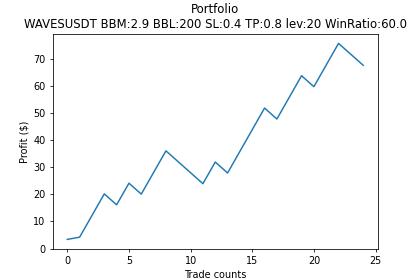 Portfolio
WAVESUSDT BBM:2.9 BBL:200 SL:0.4 TP:0.8 lev:20 WinRatio:60.0
Profit ($)
70
60
50
40
30
20
10
0
0 5 10 15 20 25
Trade counts